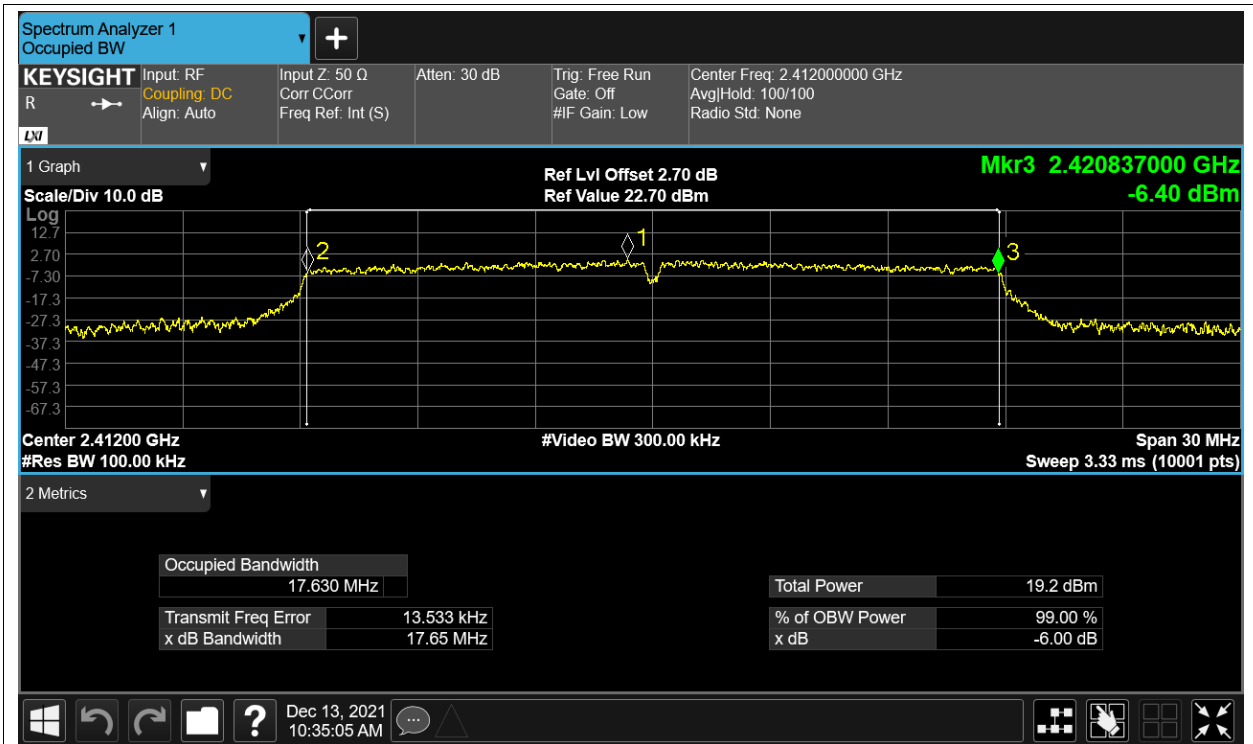 Spectrum Analyzer 1
Occupied BW
KEYSIGHT
R
LXI
Input: RF
Coupling: DC
Align: Auto
Input Z: 50 Ω
Corr CCorr
Freq Ref: Int (S)
Atten: 30 dB
Trig: Free Run
Gate: Off
#IF Gain: Low
Center Freq: 2.412000000 GHz
Avg|Hold: 100/100
Radio Std: None
1 Graph
Scale/Div 10.0 dB
Ref Lvl Offset 2.70 dB
Ref Value 22.70 dBm
Mkr3 2.420837000 GHz
-6.40 dBm
Log
12.7
2.70
-7.30
-17.3
-27.3
-37.3
-47.3
-57.3
-67.3
2
1
3
Center 2.41200 GHz
#Res BW 100.00 kHz
#Video BW 300.00 kHz
Span 30 MHz
Sweep 3.33 ms (10001 pts)
2 Metrics
Occupied Bandwidth
17.630 MHz
Transmit Freq Error 13.533 kHz
x dB Bandwidth 17.65 MHz
Total Power 19.2 dBm
% of OBW Power 99.00 %
x dB -6.00 dB
?
Dec 13, 2021
10:35:05 AM